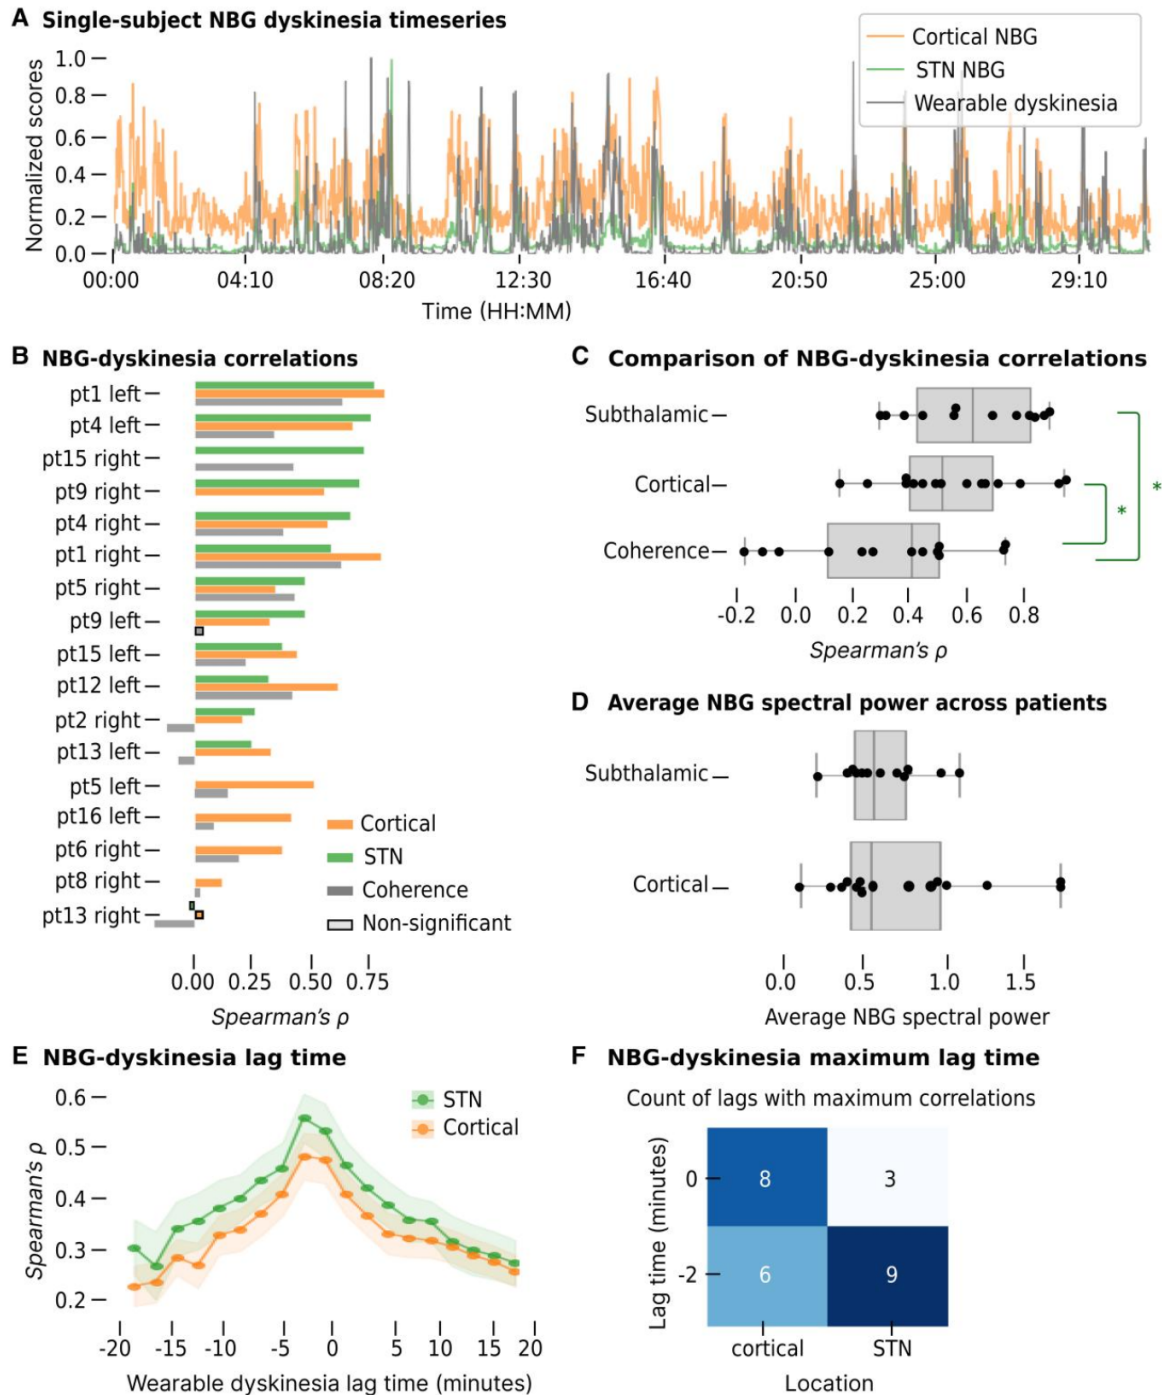 A Single-subject NBG dyskinesia timeseries
Cortical NBG
STN NBG
Wearable dyskinesia
Normalized scores
1.0
0.8
0.6
0.4
0.2
0.0
00:00 04:10 08:20 12:30 16:40 20:50 25:00 29:10
Time (HH:MM)
B NBG-dyskinesia correlations
pt1 left
pt4 left
pt15 right
pt9 right
pt4 right
pt1 right
pt5 right
pt9 left
pt15 left
pt12 left
pt2 right
pt13 left
pt5 left
pt16 left
pt6 right
pt8 right
pt13 right
Cortical
STN
Coherence
Non-significant
0.00 0.25 0.50 0.75
Spearman's ρ
C Comparison of NBG-dyskinesia correlations
Subthalamic
Cortical
Coherence
*
*
-0.2 0.0 0.2 0.4 0.6 0.8
Spearman's ρ
D Average NBG spectral power across patients
Subthalamic
Cortical
0.0 0.5 1.0 1.5
Average NBG spectral power
E NBG-dyskinesia lag time
STN
Cortical
Spearman's ρ
0.6
0.5
0.4
0.3
0.2
-20 -15 -10 -5 0 5 10 15 20
Wearable dyskinesia lag time (minutes)
F NBG-dyskinesia maximum lag time
Count of lags with maximum correlations
Lag time (minutes)
0 8 3
-2 6 9
cortical STN
Location